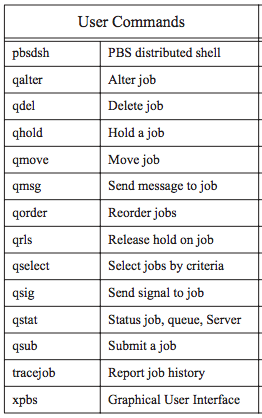 User Commands
pbsdsh PBS distributed shell
qalter Alter job
qdel Delete job
qhold Hold a job
qmove Move job
qmsg Send message to job
qorder Reorder jobs
qrls Release hold on job
qselect Select jobs by criteria
qsig Send signal to job
qstat Status job, queue, Server
qsub Submit a job
tracejob Report job history
xpbs Graphical User Interface